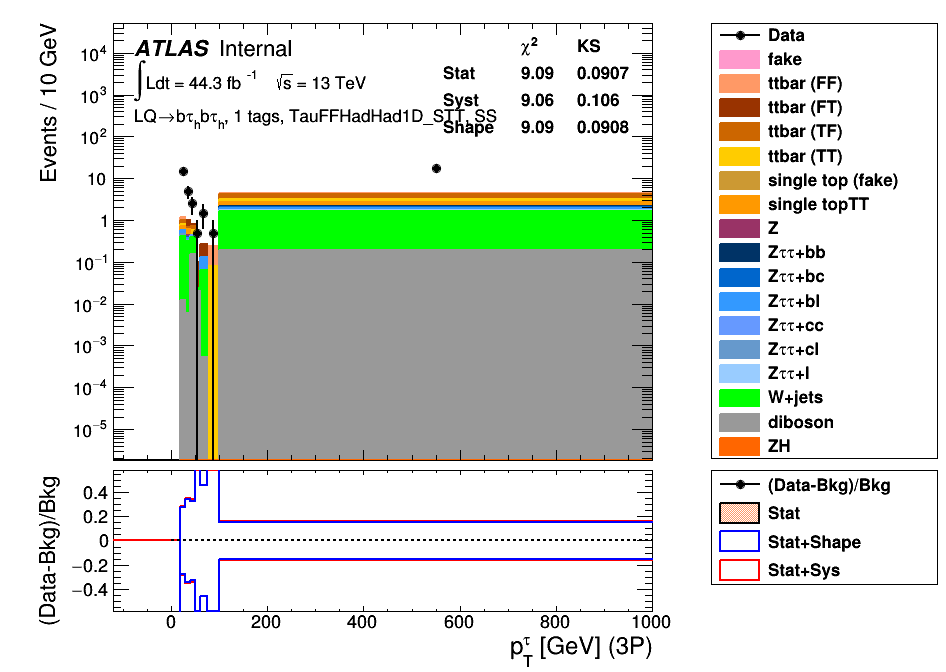 ATLAS Internal
χ² KS
∫Ldt = 44.3 fb⁻¹ √s = 13 TeV
Stat 9.09 0.0907
Syst 9.06 0.106
LQ→bτhbτh, 1 tags, TauFFHadHad1D_STT, SS
Shape 9.09 0.0908
Events / 10 GeV
10⁴
10³
10²
10
1
10⁻¹
10⁻²
10⁻³
10⁻⁴
10⁻⁵
Data
fake
ttbar (FF)
ttbar (FT)
ttbar (TF)
ttbar (TT)
single top (fake)
single topTT
Z
Zττ+bb
Zττ+bc
Zττ+bl
Zττ+cc
Zττ+cl
Zττ+l
W+jets
diboson
ZH
(Data-Bkg)/Bkg
0.4
0.2
0
−0.2
−0.4
0 200 400 600 800 1000
pTτ [GeV] (3P)
(Data-Bkg)/Bkg
Stat
Stat+Shape
Stat+Sys